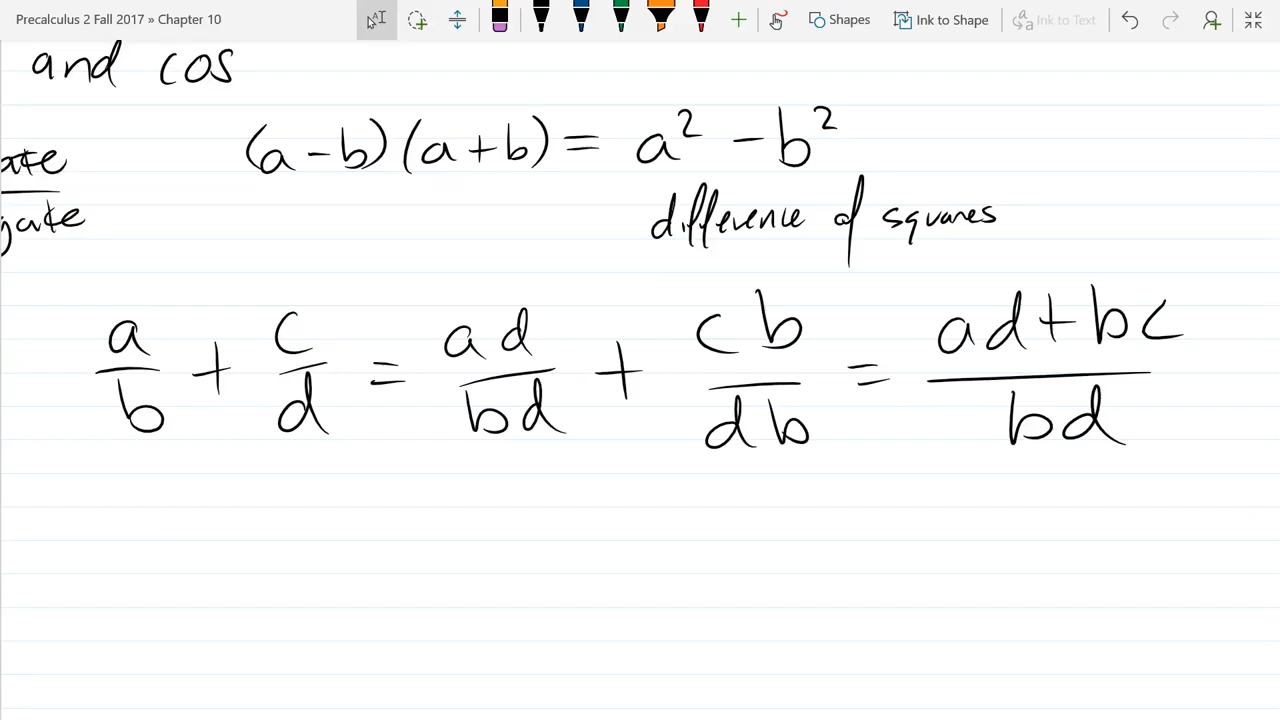 Precalculus 2 Fall 2017 » Chapter 10
Shapes
Ink to Shape
Ink to Text
and cos
(a-b)(a+b) = a² - b²
difference of squares
a/b + c/d = ad/bd + cb/db = ad+bc/bd